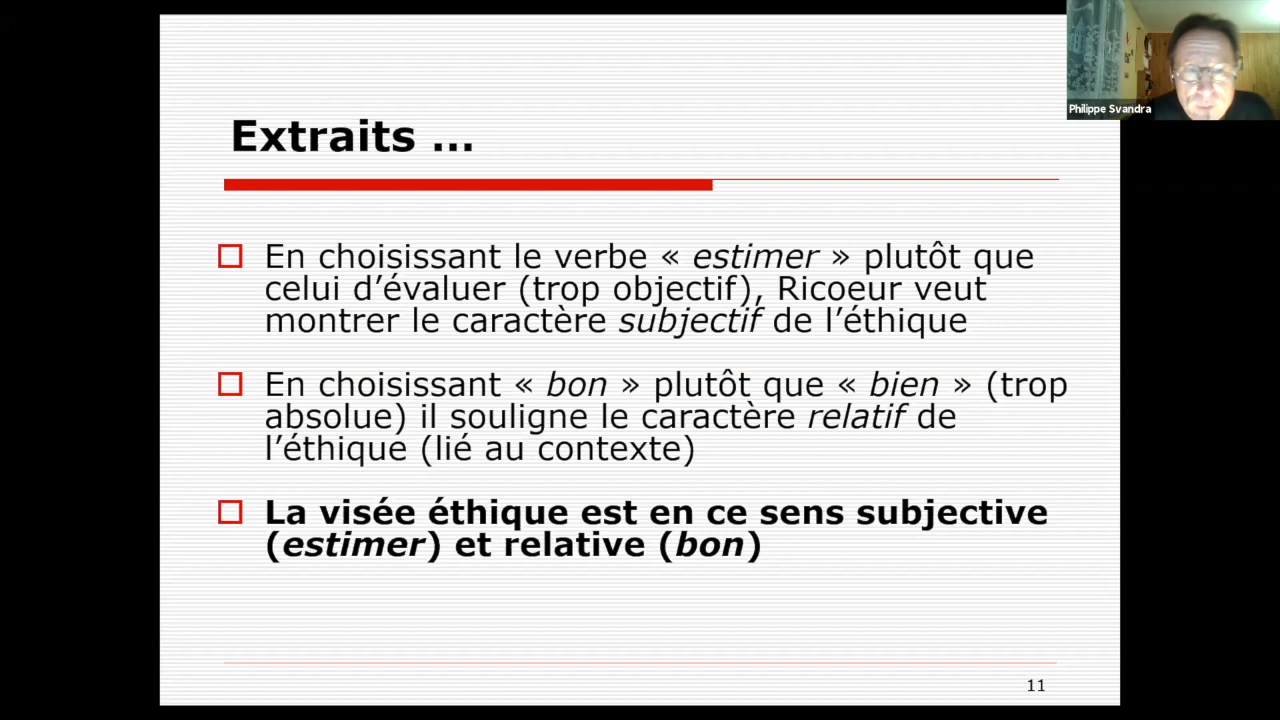 Philippe Svandra
Extraits …
En choisissant le verbe « estimer » plutôt que
celui d’évaluer (trop objectif), Ricoeur veut
montrer le caractère subjectif de l’éthique
En choisissant « bon » plutôt que « bien » (trop
absolue) il souligne le caractère relatif de
l’éthique (lié au contexte)
La visée éthique est en ce sens subjective
(estimer) et relative (bon)
11